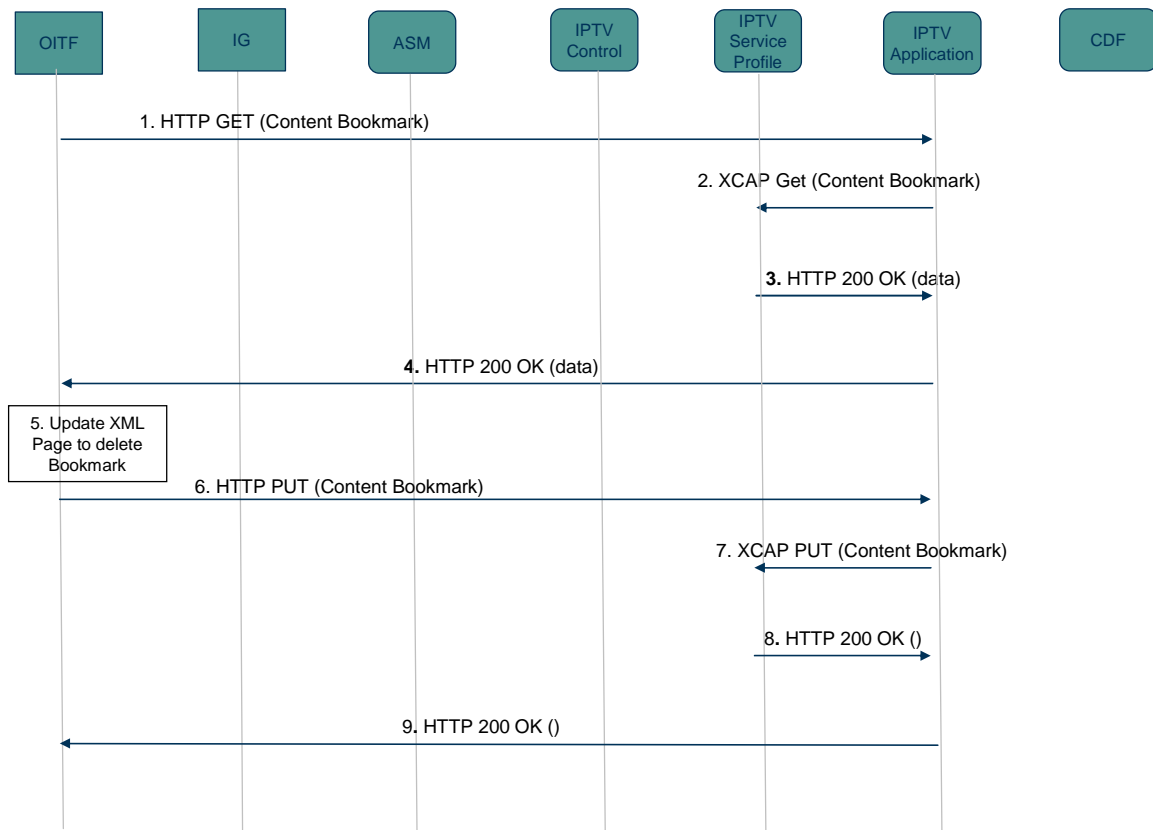 OITF
IG
ASM
IPTV
Control
IPTV
Service
Profile
IPTV
Application
CDF
1. HTTP GET (Content Bookmark)
2. XCAP Get (Content Bookmark)
3. HTTP 200 OK (data)
4. HTTP 200 OK (data)
5. Update XML
Page to delete
Bookmark
6. HTTP PUT (Content Bookmark)
7. XCAP PUT (Content Bookmark)
8. HTTP 200 OK ()
9. HTTP 200 OK ()